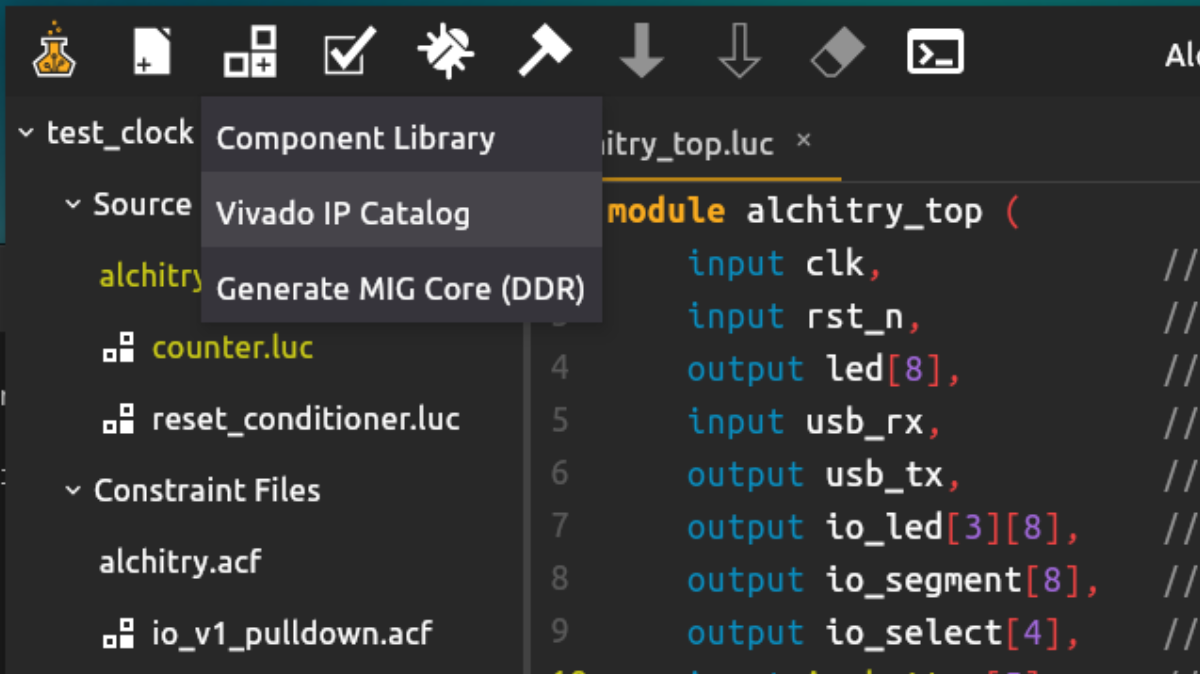 Alc
test_clock
Component Library
Vivado IP Catalog
Generate MIG Core (DDR)
Source
alchitry
counter.luc
reset_conditioner.luc
Constraint Files
alchitry.acf
io_v1_pulldown.acf
hitry_top.luc ×
module alchitry_top (
input clk, //
input rst_n, //
4 output led[8], //
5 input usb_rx, //
6 output usb_tx, //
7 output io_led[3][8], //
8 output io_segment[8], //
9 output io_select[4], //